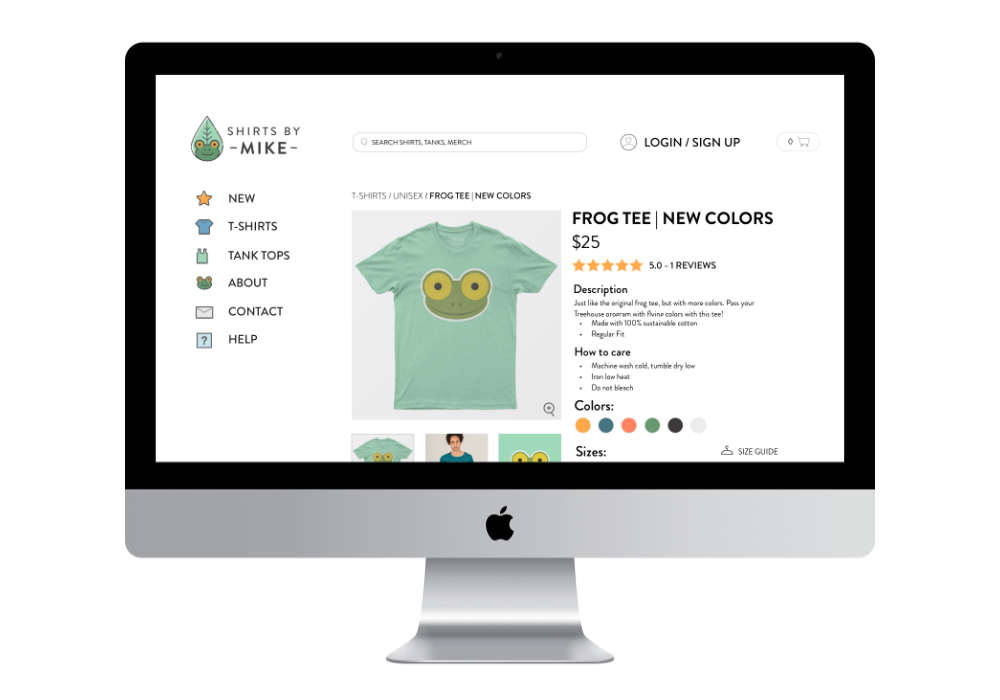 SHIRTS BY
-MIKE-
SEARCH SHIRTS, TANKS, MERCH
LOGIN / SIGN UP
0
NEW
T-SHIRTS
TANK TOPS
ABOUT
CONTACT
? HELP
T-SHIRTS / UNISEX / FROG TEE | NEW COLORS
FROG TEE | NEW COLORS
$25
5.0 - 1 REVIEWS
Description
Just like the original frog tee, but with more colors. Pass your
Treehouse program with flying colors with this tee!
• Made with 100% sustainable cotton
• Regular Fit
How to care
• Machine wash cold, tumble dry low
• Iron low heat
• Do not bleach
Colors:
Sizes:
SIZE GUIDE